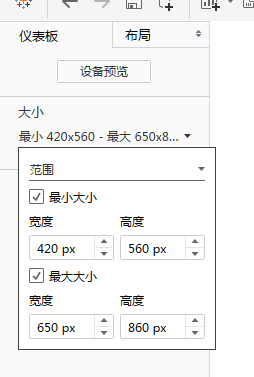 仪表板 布局
设备预览
大小
最小 420x560 - 最大 650x8...
范围
最小大小
宽度 高度
420 px 560 px
最大大小
宽度 高度
650 px 860 px